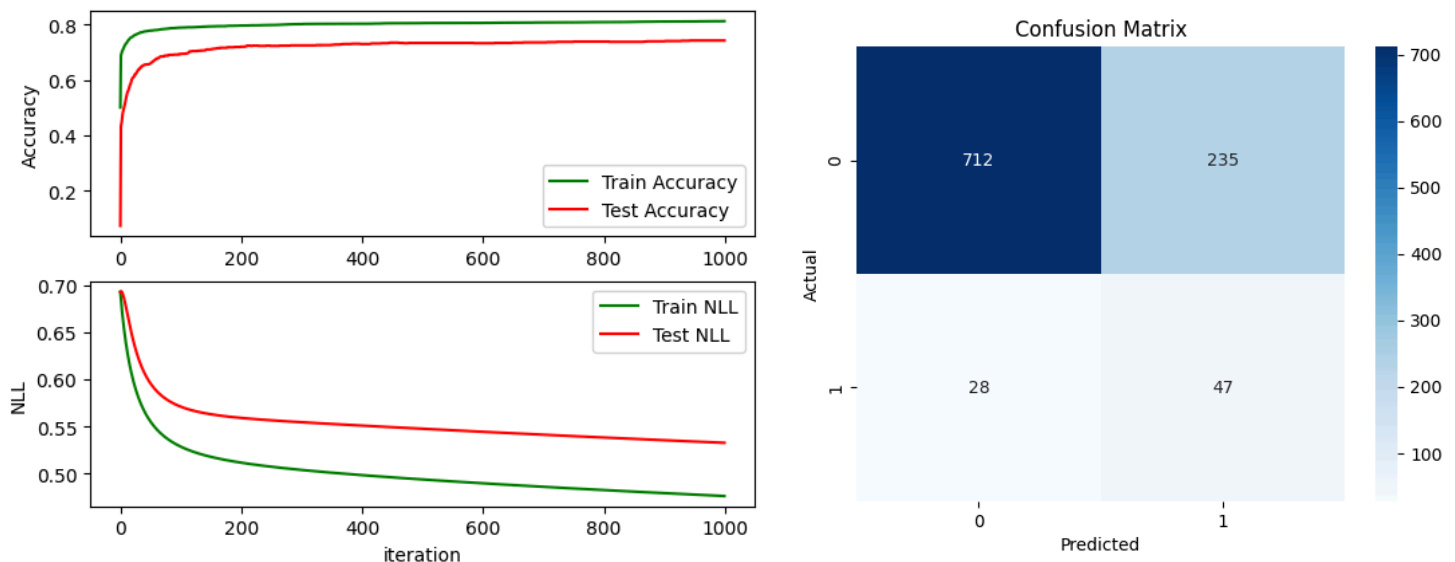 Accuracy
0.8
0.6
0.4
0.2
Train Accuracy
Test Accuracy
0 200 400 600 800 1000
NLL
0.70
0.65
0.60
0.55
0.50
Train NLL
Test NLL
0 200 400 600 800 1000
iteration
Confusion Matrix
Actual
0
1
712 235
28 47
0 1
Predicted
700
600
500
400
300
200
100